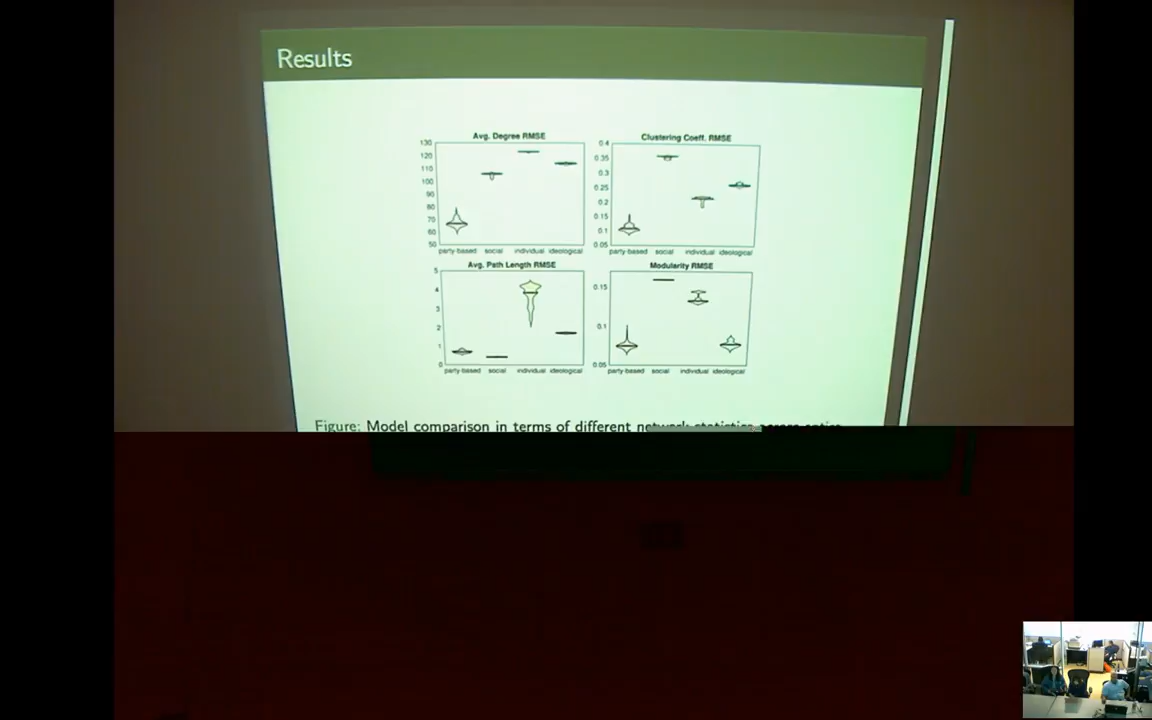 Results
Avg. Degree RMSE
130
120
110
100
90
80
70
60
50
party-based social individual ideological
Clustering Coeff. RMSE
0.4
0.35
0.3
0.25
0.2
0.15
0.1
0.05
party-based social individual ideological
Avg. Path Length RMSE
5
4
3
2
1
0
party-based social individual ideological
Modularity RMSE
0.15
0.1
0.05
party-based social individual ideological
Figure: Model comparison in terms of different network statistics across entire